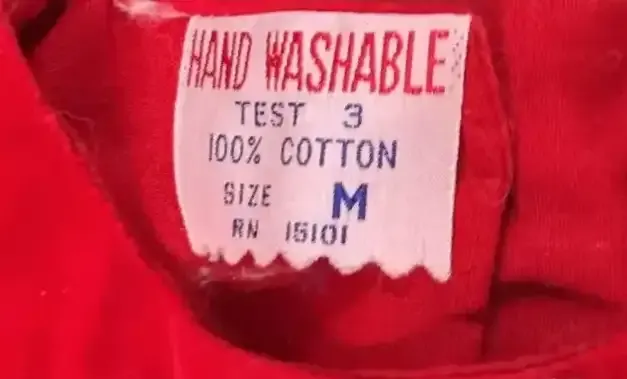 HAND WASHABLE
TEST 3
100% COTTON
SIZE M
RN 15101